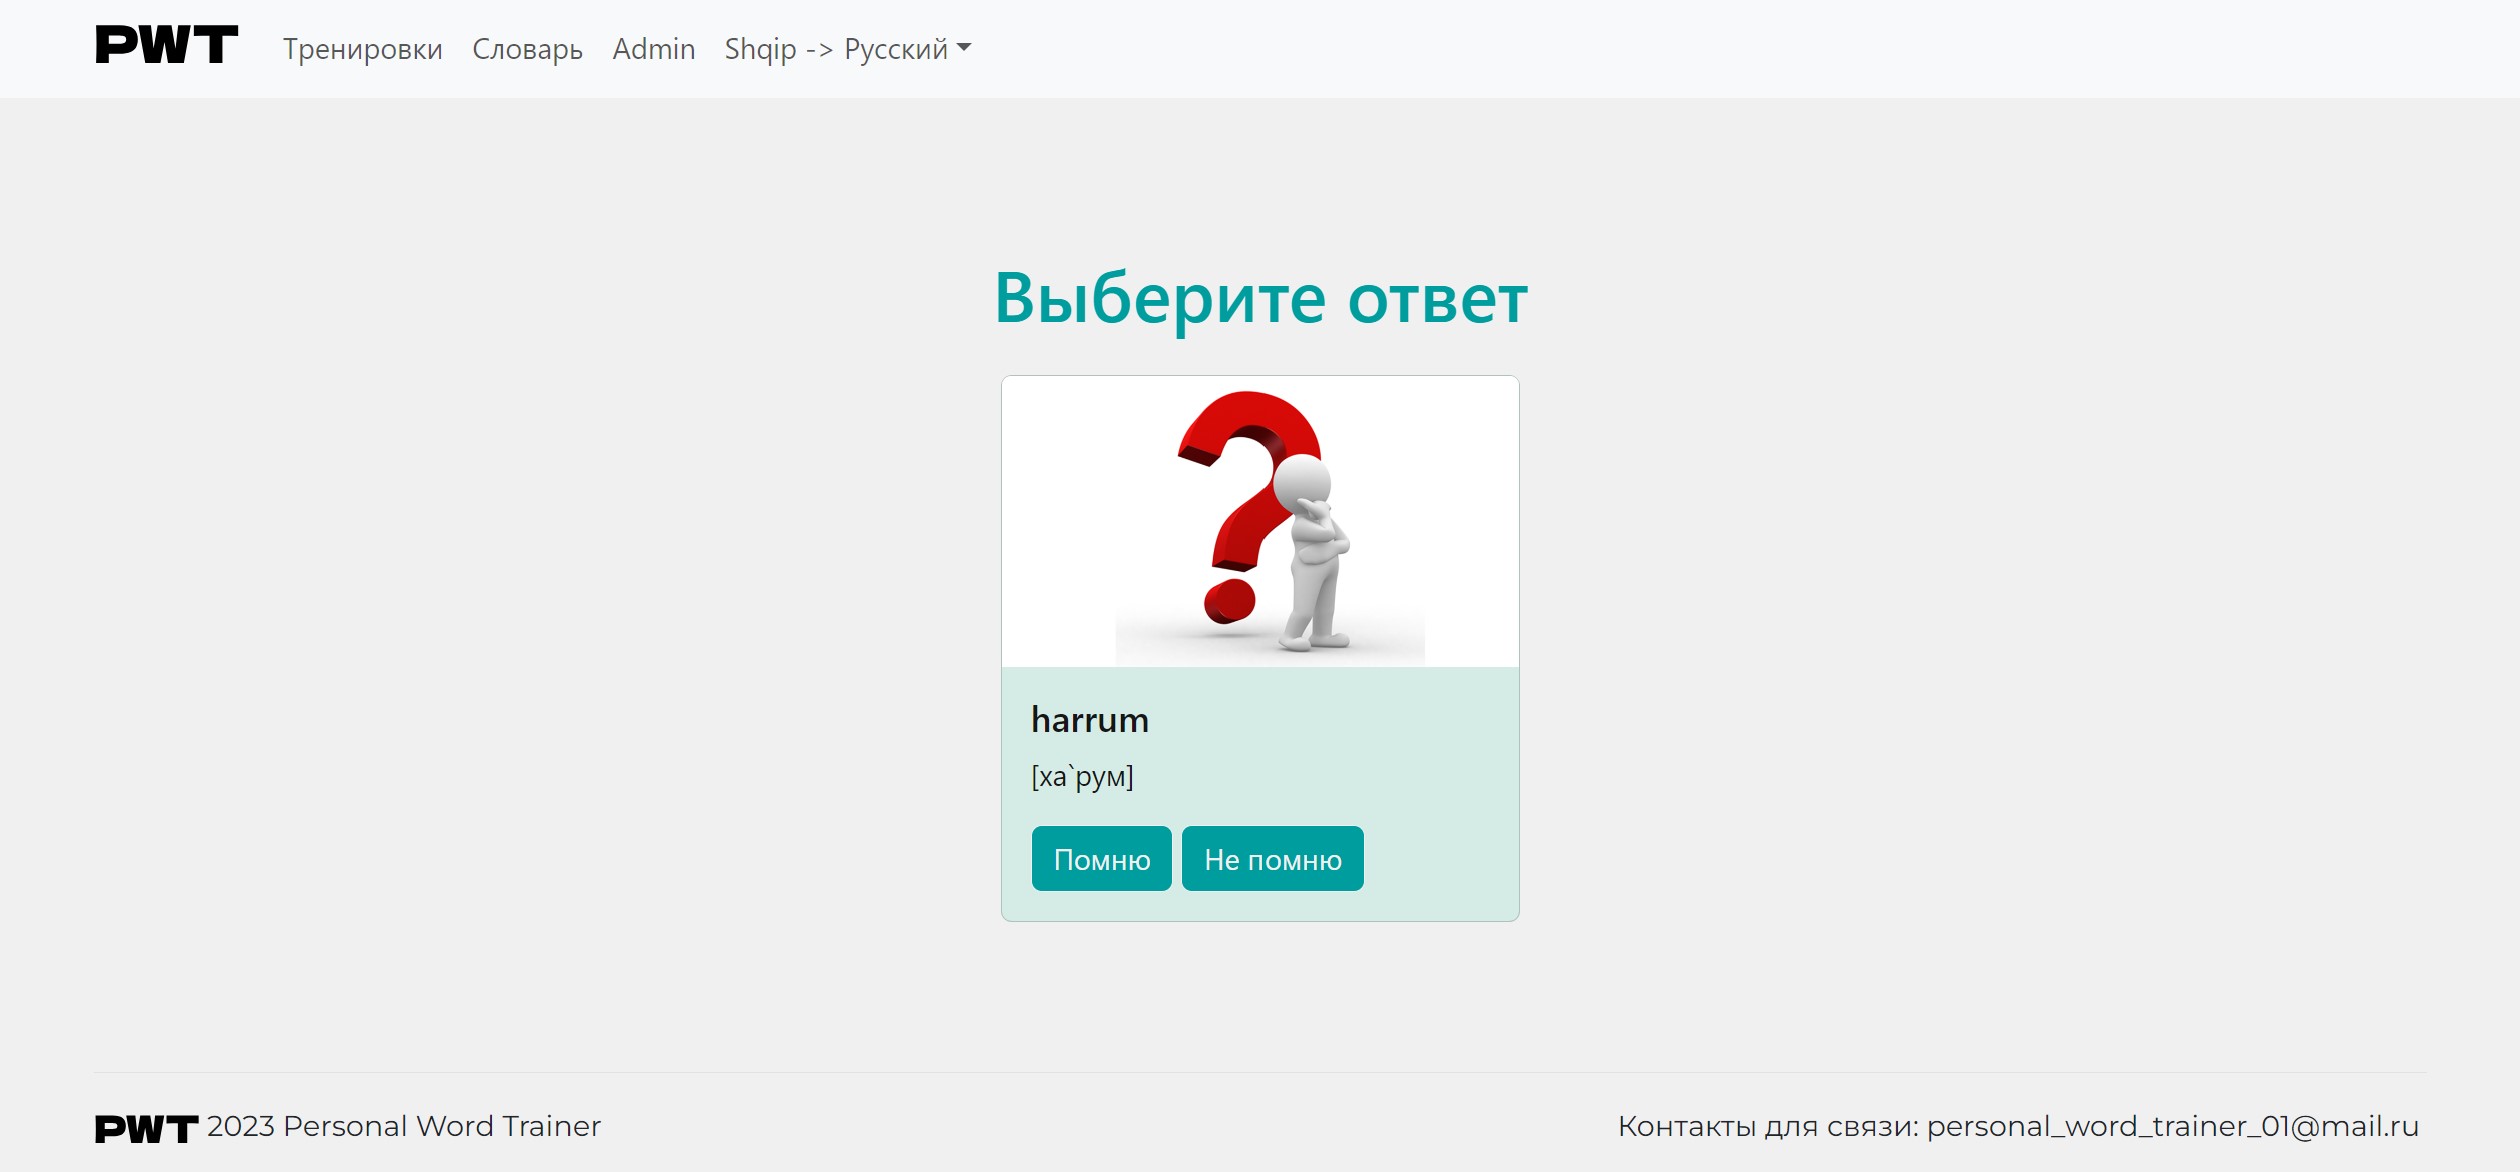 PWT Тренировки Словарь Admin Shqip -> Русский
Выберите ответ
harrum
[ха`рум]
Помню Не помню
PWT 2023 Personal Word Trainer Контакты для связи: personal_word_trainer_01@mail.ru